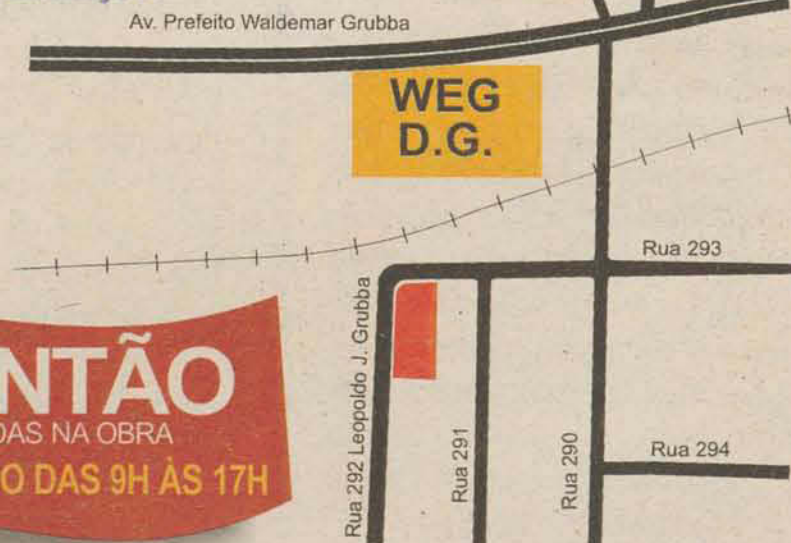 Av. Prefeito Waldemar Grubba
WEG
D.G.
Rua 293
Rua 292 Leopoldo J. Grubba
Rua 291
Rua 290
Rua 294
NTÃO
DAS NA OBRA
O DAS 9H ÀS 17H